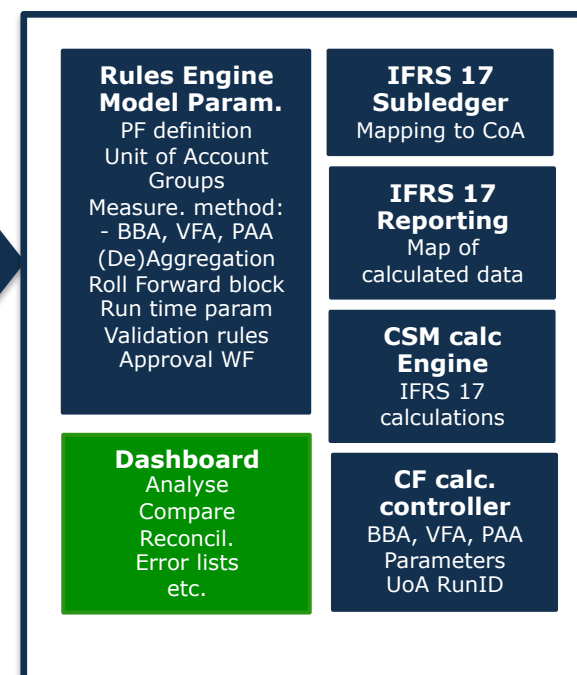 Rules Engine
Model Param.
PF definition
Unit of Account
Groups
Measure. method:
- BBA, VFA, PAA
(De)Aggregation
Roll Forward block
Run time param
Validation rules
Approval WF
Dashboard
Analyse
Compare
Reconcil.
Error lists
etc.
IFRS 17
Subledger
Mapping to CoA
IFRS 17
Reporting
Map of
calculated data
CSM calc
Engine
IFRS 17
calculations
CF calc.
controller
BBA, VFA, PAA
Parameters
UoA RunID